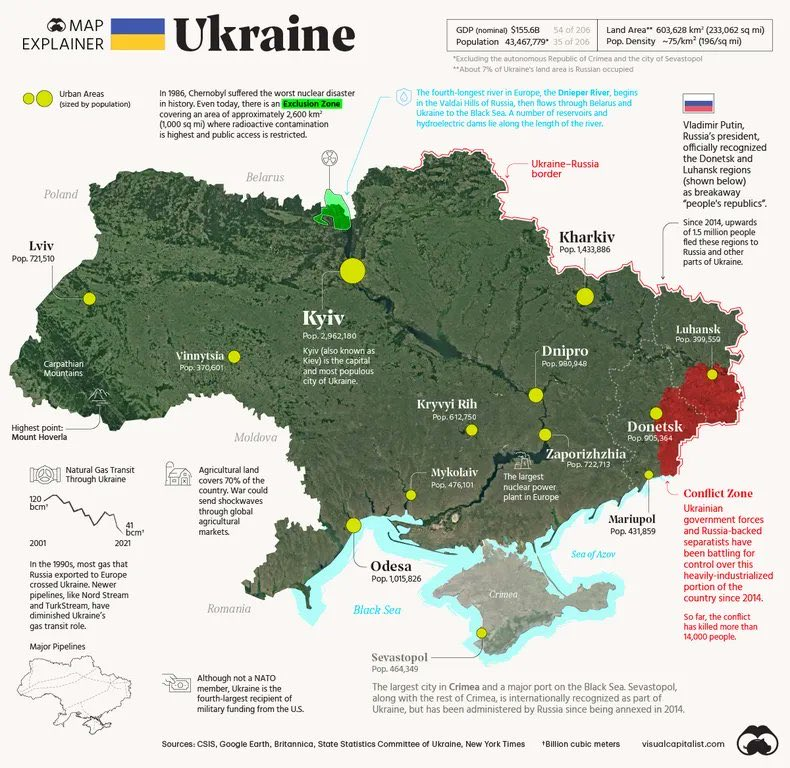 MAP
EXPLAINER
Ukraine
GDP (nominal) $155.6B 54 of 206
Population 43,467,779* 35 of 206
Land Area** 603,628 km² (233,062 sq mi)
Pop. Density ~75/km² (196/sq mi)
*Excluding the autonomous Republic of Crimea and the city of Sevastopol
**About 7% of Ukraine's land area is Russian occupied
Urban Areas
(sized by population)
In 1986, Chernobyl suffered the worst nuclear disaster
in history. Even today, there is an Exclusion Zone
covering an area of approximately 2,600 km²
(1,000 sq mi) where radioactive contamination
is highest and public access is restricted.
The fourth-longest river in Europe, the Dnieper River, begins
in the Valdai Hills of Russia, then flows through Belarus and
Ukraine to the Black Sea. A number of reservoirs and
hydroelectric dams lie along the length of the river.
Vladimir Putin,
Russia's president,
officially recognized
the Donetsk and
Luhansk regions
(shown below)
as breakaway
"people's republics".
Since 2014, upwards
of 1.5 million people
fled these regions to
Russia and other
parts of Ukraine.
Ukraine–Russia
border
Belarus
Poland
Lviv
Pop. 721,510
Kharkiv
Pop. 1,433,886
Kyiv
Pop. 2,962,180
Kyiv (also known as
Kiev) is the capital
and most populous
city of Ukraine.
Vinnytsia
Pop. 370,601
Luhansk
Pop. 399,559
Dnipro
Pop. 980,948
Carpathian
Mountains
Kryvyi Rih
Pop. 612,750
Donetsk
Pop. 905,364
Highest point:
Mount Hoverla
Moldova
Zaporizhzhia
Pop. 722,713
The largest
nuclear power
plant in Europe
Mykolaiv
Pop. 476,101
Natural Gas Transit
Through Ukraine
120
bcm†
41
bcm†
2001
2021
Agricultural land
covers 70% of the
country. War could
send shockwaves
through global
agricultural
markets.
Mariupol
Pop. 431,859
Conflict Zone
Ukrainian
government forces
and Russia-backed
separatists have
been battling for
control over this
heavily-industrialized
portion of the
country since 2014.
So far, the conflict
has killed more than
14,000 people.
Odesa
Pop. 1,015,826
Sea of Azov
In the 1990s, most gas that
Russia exported to Europe
crossed Ukraine. Newer
pipelines, like Nord Stream
and TurkStream, have
diminished Ukraine's
gas transit role.
Romania
Black Sea
Crimea
Major Pipelines
Sevastopol
Pop. 464,349
Although not a NATO
member, Ukraine is the
fourth-largest recipient of
military funding from the U.S.
The largest city in Crimea and a major port on the Black Sea. Sevastopol,
along with the rest of Crimea, is internationally recognized as part of
Ukraine, but has been administered by Russia since being annexed in 2014.
Sources: CSIS, Google Earth, Britannica, State Statistics Committee of Ukraine, New York Times
†Billion cubic meters
visualcapitalist.com